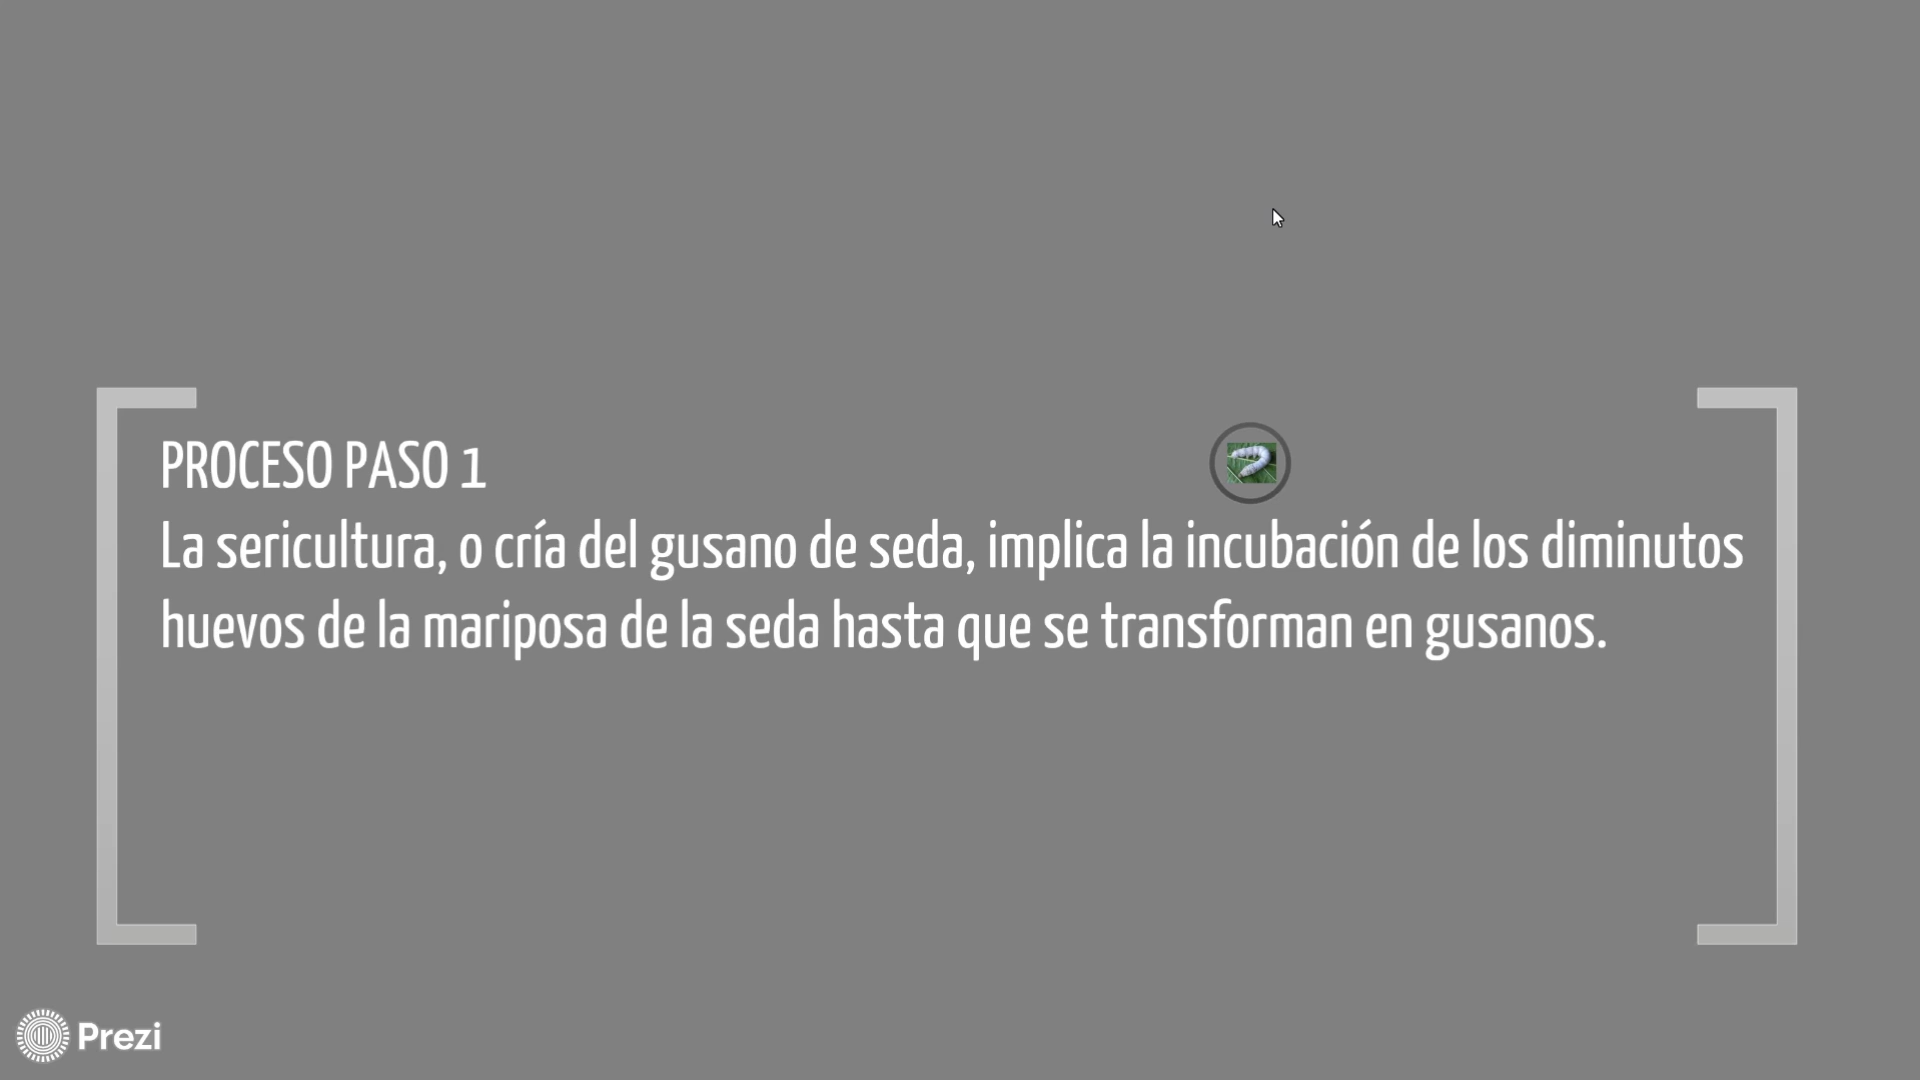 PROCESO PASO 1
La sericultura, o cría del gusano de seda, implica la incubación de los diminutos
huevos de la mariposa de la seda hasta que se transforman en gusanos.
Prezi